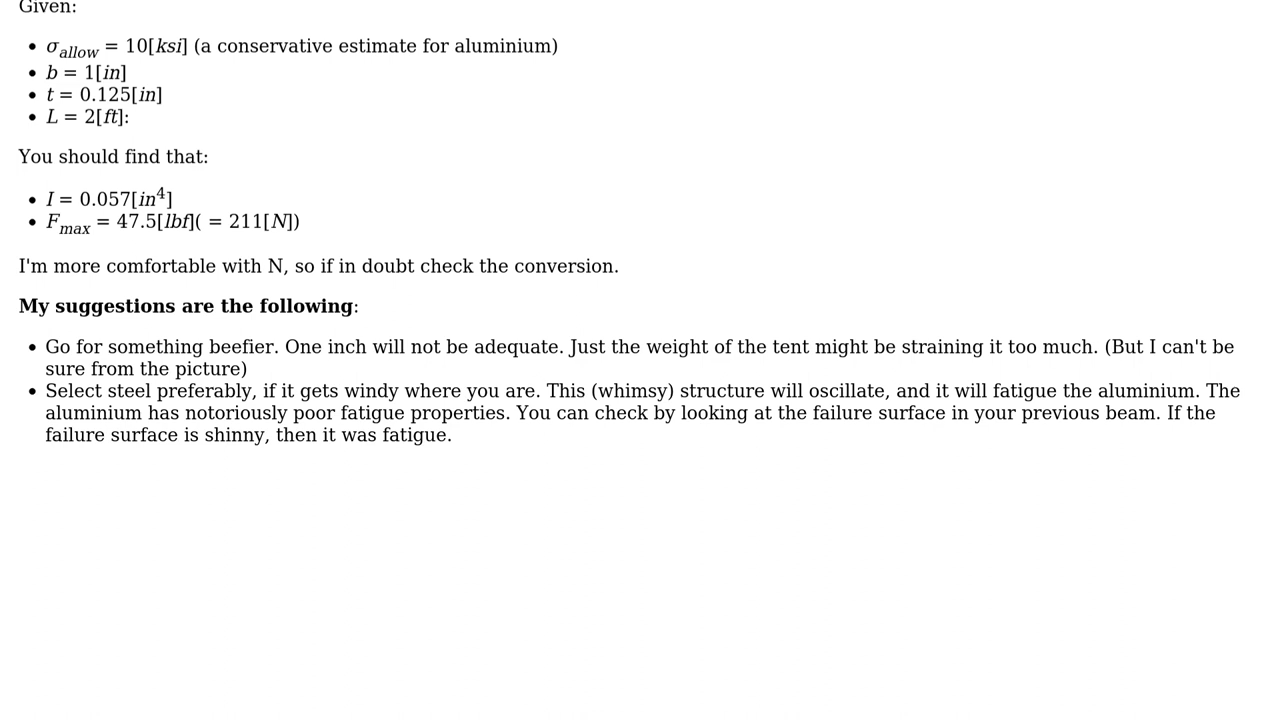 Given:
• σallow = 10[ksi] (a conservative estimate for aluminium)
• b = 1[in]
• t = 0.125[in]
• L = 2[ft]:
You should find that:
• I = 0.057[in⁴]
• Fmax = 47.5[lbf]( = 211[N])
I'm more comfortable with N, so if in doubt check the conversion.
My suggestions are the following:
• Go for something beefier. One inch will not be adequate. Just the weight of the tent might be straining it too much. (But I can't be
sure from the picture)
• Select steel preferably, if it gets windy where you are. This (whimsy) structure will oscillate, and it will fatigue the aluminium. The
aluminium has notoriously poor fatigue properties. You can check by looking at the failure surface in your previous beam. If the
failure surface is shinny, then it was fatigue.